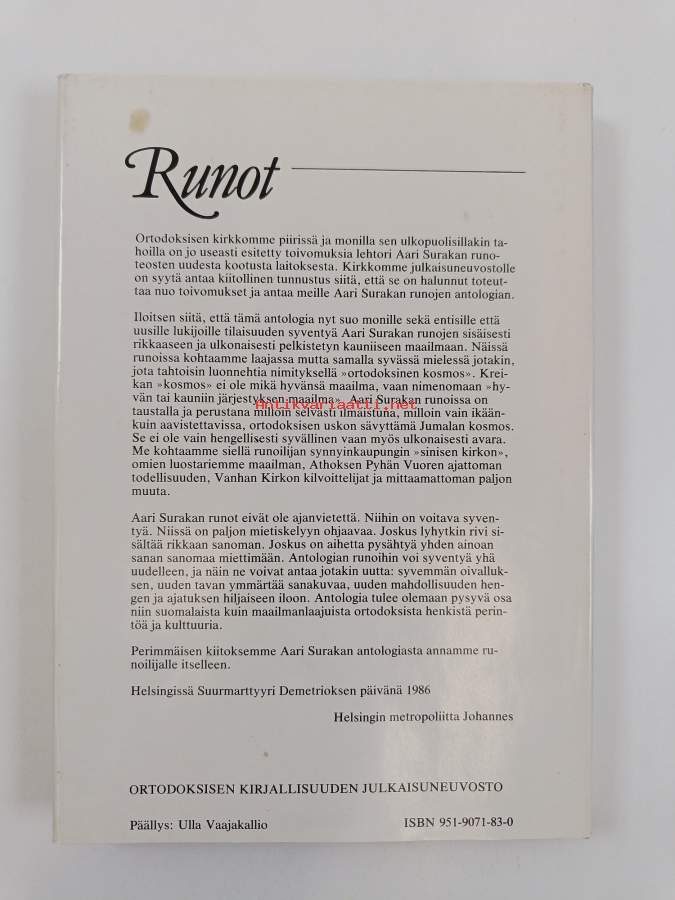 Runot
Ortodoksisen kirkkomme piirissä ja monilla sen ulkopuolisillakin ta-
hoilla on jo useasti esitetty toivomuksia lehtori Aari Surakan runo-
teosten uudesta kootusta laitoksesta. Kirkkomme julkaisuneuvostolle
on syytä antaa kiitollinen tunnustus siitä, että se on halunnut toteut-
taa nuo toivomukset ja antaa meille Aari Surakan runojen antologian.
Iloitsen siitä, että tämä antologia nyt suo monille sekä entisille että
uusille lukijoille tilaisuuden syventyä Aari Surakan runojen sisäisesti
rikkaaseen ja ulkonaisesti pelkistetyn kauniiseen maailmaan. Näissä
runoissa kohtaamme laajassa mutta samalla syvässä mielessä jotakin,
jota tahtoisin luonnehtia nimityksellä »ortodoksinen kosmos». Krei-
kan »kosmos» ei ole mikä hyvänsä maailma, vaan nimenomaan »hy-
vän tai kauniin järjestyksen maailma». Aari Surakan runoissa on
Antikvariaatti.net
taustalla ja perustana milloin selvästi ilmaistuna, milloin vain ikään-
kuin aavistettavissa, ortodoksisen uskon sävyttämä Jumalan kosmos.
Se ei ole vain hengellisesti syvällinen vaan myös ulkonaisesti avara.
Me kohtaamme siellä runoilijan synnyinkaupungin »sinisen kirkon»,
omien luostariemme maailman, Athoksen Pyhän Vuoren ajattoman
todellisuuden, Vanhan Kirkon kilvoittelijat ja mittaamattoman paljon
muuta.
Aari Surakan runot eivät ole ajanvietettä. Niihin on voitava syven-
tyä. Niissä on paljon mietiskelyyn ohjaavaa. Joskus lyhytkin rivi si-
sältää rikkaan sanoman. Joskus on aihetta pysähtyä yhden ainoan
sanan sanomaa miettimään. Antologian runoihin voi syventyä yhä
uudelleen, ja näin ne voivat antaa jotakin uutta: syvemmän oivalluk-
sen, uuden tavan ymmärtää sanakuvaa, uuden mahdollisuuden hen-
gen ja ajatuksen hiljaiseen iloon. Antologia tulee olemaan pysyvä osa
niin suomalaista kuin maailmanlaajuista ortodoksista henkistä perin-
töä ja kulttuuria.
Perimmäisen kiitoksemme Aari Surakan antologiasta annamme ru-
noilijalle itselleen.
Helsingissä Suurmarttyyri Demetrioksen päivänä 1986
Helsingin metropoliitta Johannes
ORTODOKSISEN KIRJALLISUUDEN JULKAISUNEUVOSTO
Päällys: Ulla Vaajakallio ISBN 951-9071-83-0